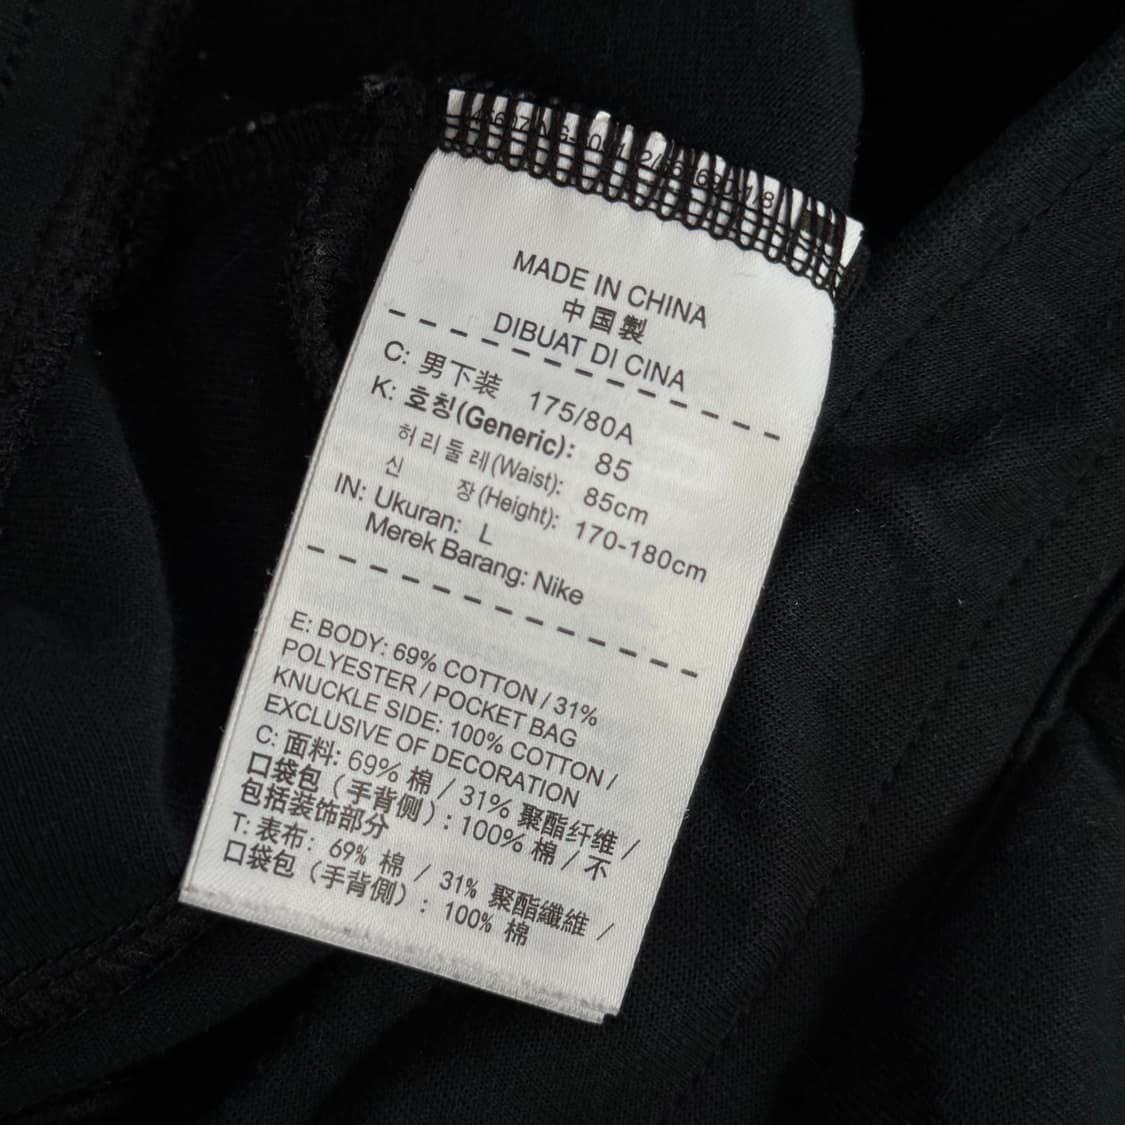 MADE IN CHINA
中国製
DIBUAT DI CINA
C: 男下装 175/80A
K: 호칭(Generic): 85
허리둘레(Waist): 85cm
신 장(Height): 170-180cm
IN: Ukuran: L
Merek Barang: Nike
E: BODY: 69% COTTON / 31%
POLYESTER / POCKET BAG
KNUCKLE SIDE: 100% COTTON /
EXCLUSIVE OF DECORATION
C: 面料: 69% 棉 / 31% 聚酯纤维 /
口袋包（手背侧）: 100% 棉 / 不
包括装饰部分
T: 表布: 69% 棉 / 31% 聚酯纖維 /
口袋包（手背側）: 100% 棉